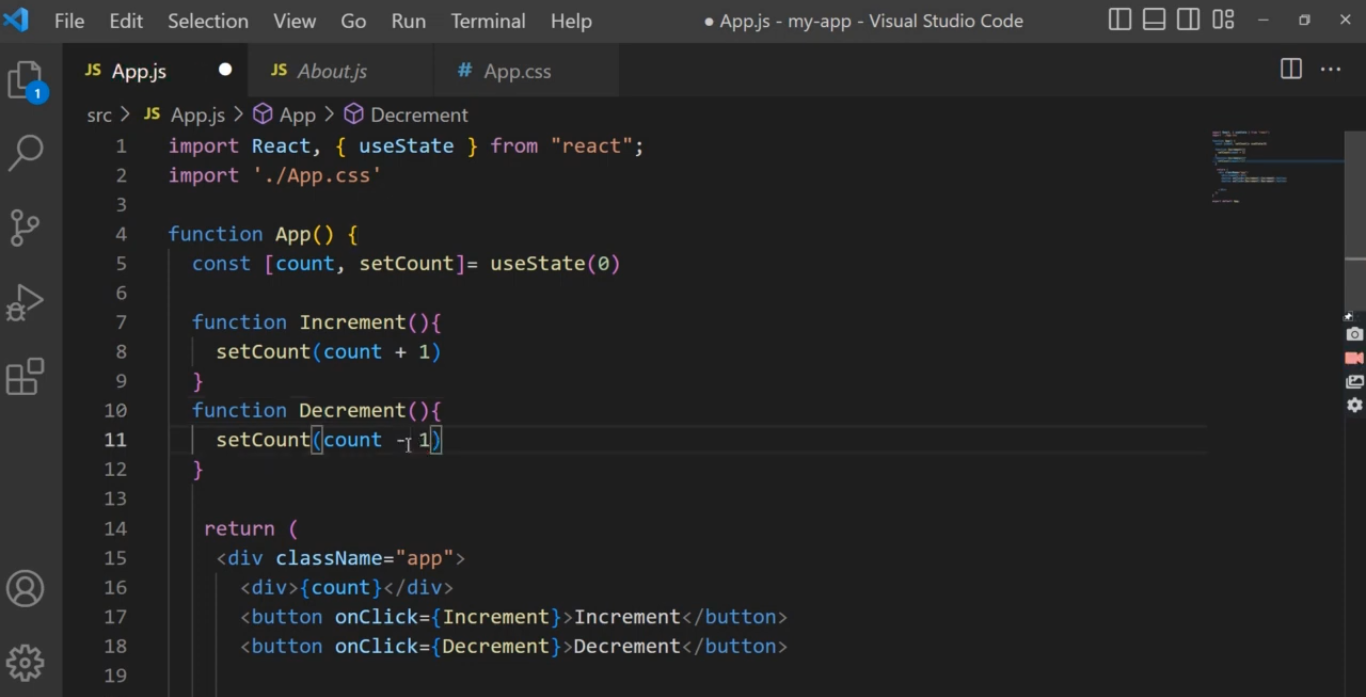 File Edit Selection View Go Run Terminal Help ● App.js - my-app - Visual Studio Code
JS App.js ● JS About.js # App.css
1
src > JS App.js > App > Decrement
1 import React, { useState } from "react";
2 import './App.css'
3
4 function App() {
5 const [count, setCount]= useState(0)
6
7 function Increment(){
8 setCount(count + 1)
9 }
10 function Decrement(){
11 setCount(count - 1)
12 }
13
14 return (
15 <div className="app">
16 <div>{count}</div>
17 <button onClick={Increment}>Increment</button>
18 <button onClick={Decrement}>Decrement</button>
19